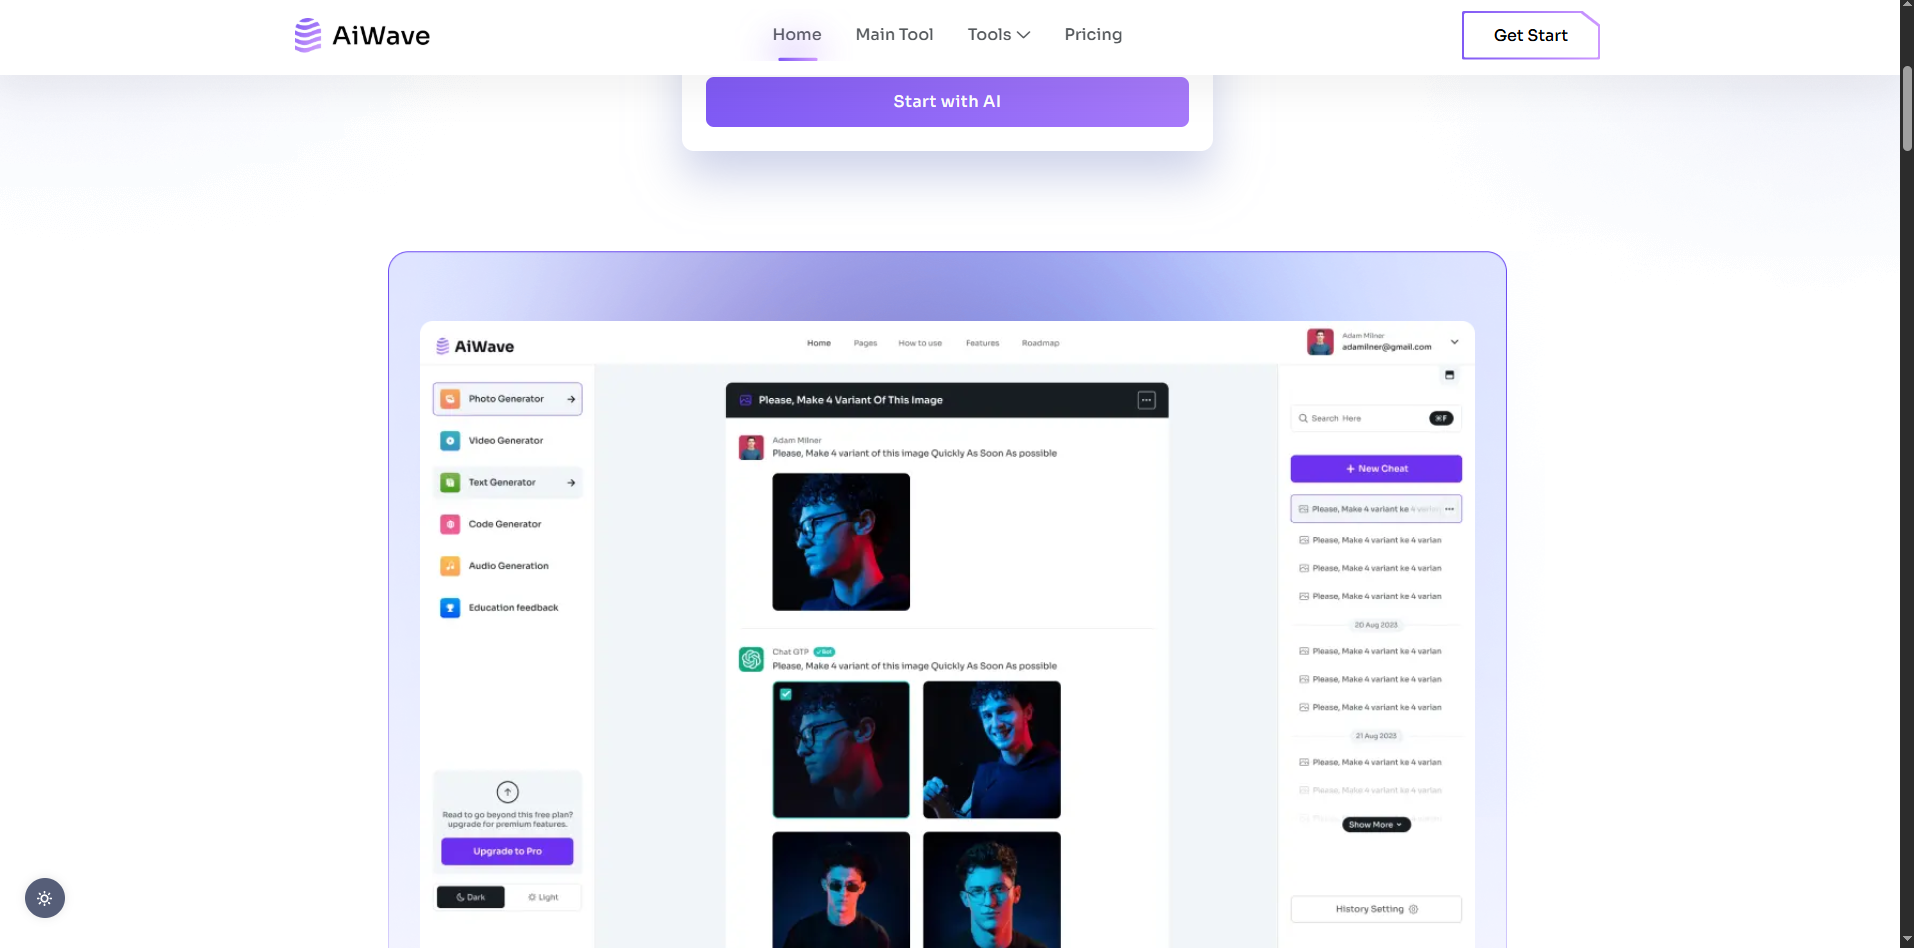 AiWave
Home
Main Tool
Tools
Pricing
Get Start
Start with AI
AiWave
Home
Pages
How to use
Features
Roadmap
Adam Milner
adamilner@gmail.com
Photo Generator
Video Generator
Text Generator
Code Generator
Audio Generation
Education feedback
Read to go beyond this free plan?
upgrade for premium features.
Upgrade to Pro
Dark
Light
Please, Make 4 Variant Of This Image
Adam Milner
Please, Make 4 variant of this image Quickly As Soon As possible
Chat GTP
Bot
Please, Make 4 variant of this image Quickly As Soon As possible
Search Here
⌘F
+ New Cheat
Please, Make 4 variant ke 4 varian
Please, Make 4 variant ke 4 varian
Please, Make 4 variant ke 4 varian
Please, Make 4 variant ke 4 varian
20 Aug 2023
Please, Make 4 variant ke 4 varian
Please, Make 4 variant ke 4 varian
Please, Make 4 variant ke 4 varian
21 Aug 2023
Please, Make 4 variant ke 4 varian
Please, Make 4 variant ke 4 varian
Show More
History Setting